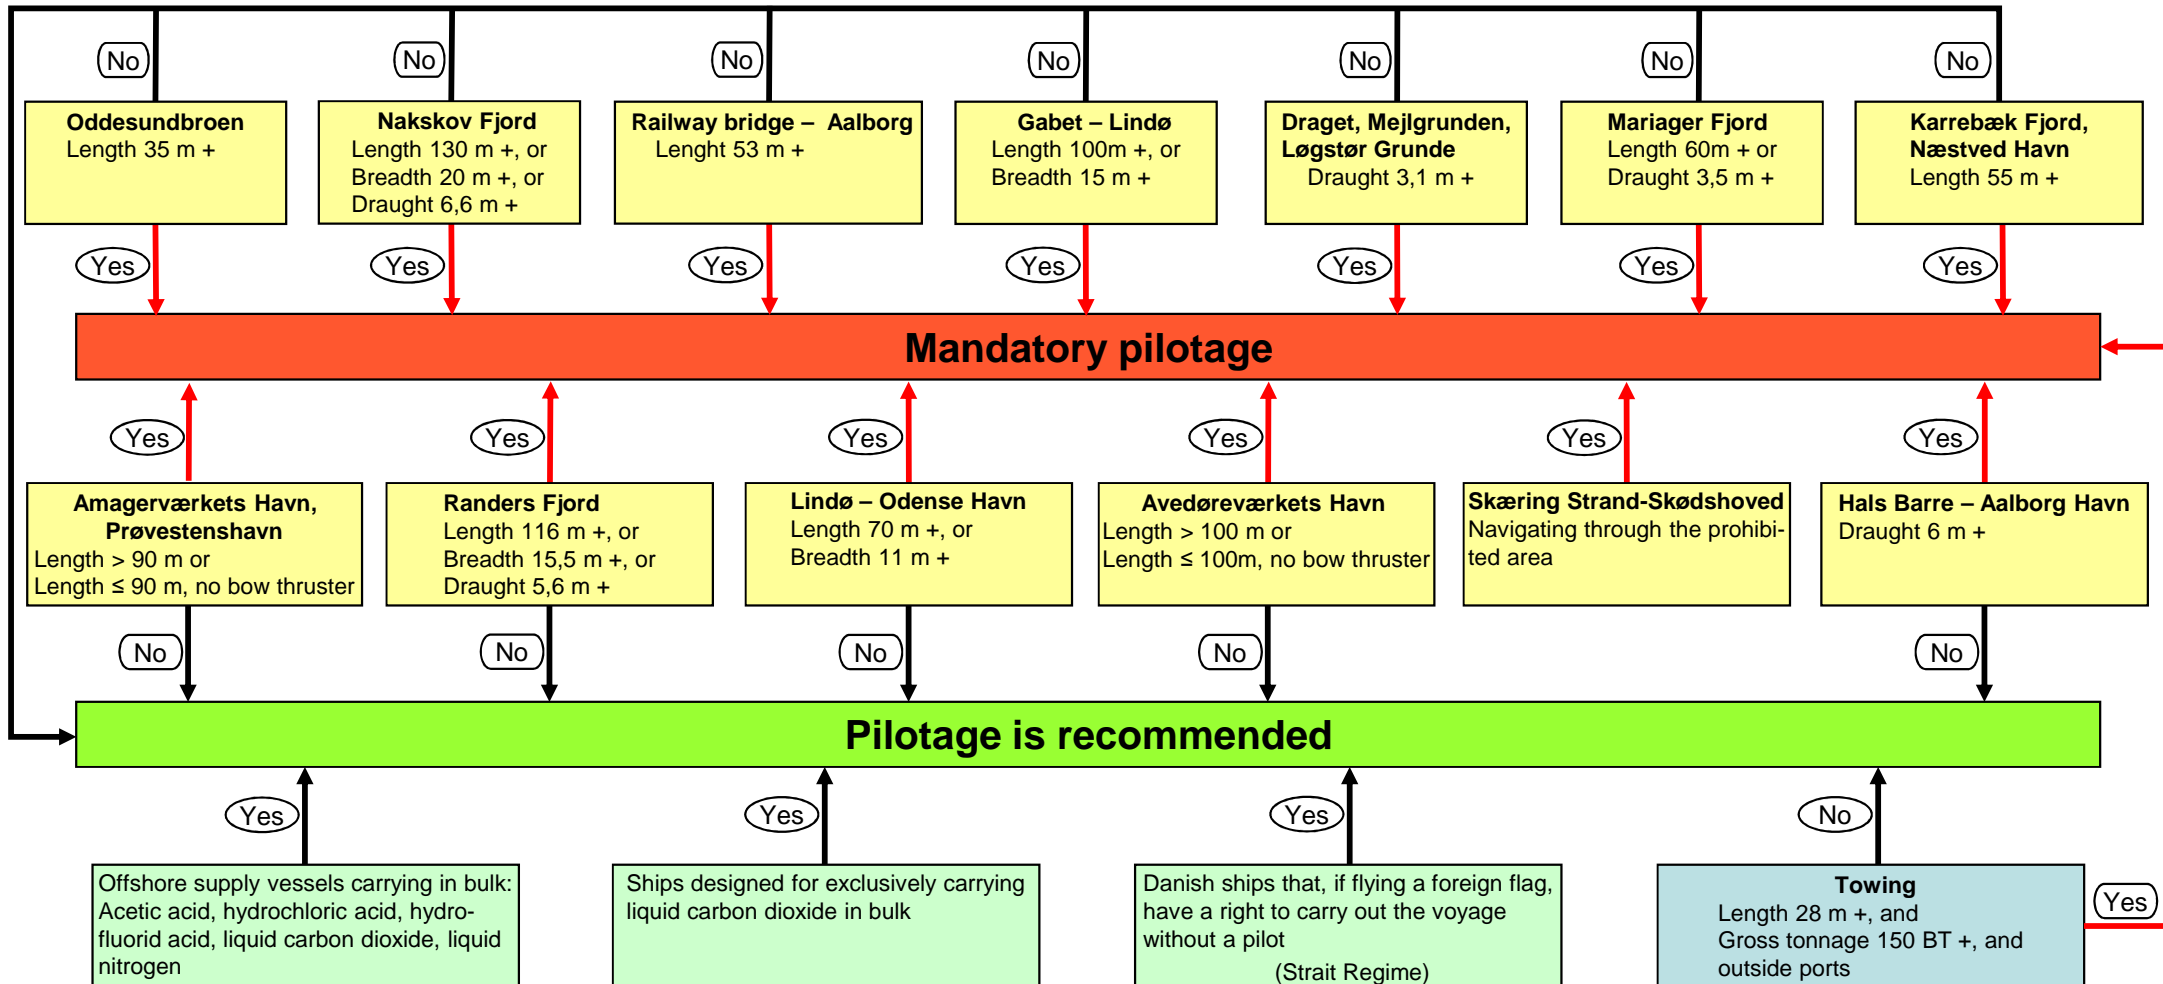 No
No
No
No
No
No
No
Oddesundbroen
Length 35 m +
Nakskov Fjord
Length 130 m +, or
Breadth 20 m +, or
Draught 6,6 m +
Railway bridge – Aalborg
Lenght 53 m +
Gabet – Lindø
Length 100m +, or
Breadth 15 m +
Draget, Mejlgrunden,
Løgstør Grunde
Draught 3,1 m +
Mariager Fjord
Length 60m + or
Draught 3,5 m +
Karrebæk Fjord,
Næstved Havn
Length 55 m +
Yes
Yes
Yes
Yes
Yes
Yes
Yes
Mandatory pilotage
Yes
Yes
Yes
Yes
Yes
Yes
Amagerværkets Havn,
Prøvestenshavn
Length > 90 m or
Length ≤ 90 m, no bow thruster
Randers Fjord
Length 116 m +, or
Breadth 15,5 m +, or
Draught 5,6 m +
Lindø – Odense Havn
Length 70 m +, or
Breadth 11 m +
Avedøreværkets Havn
Length > 100 m or
Length ≤ 100m, no bow thruster
Skæring Strand-Skødshoved
Navigating through the prohibi-
ted area
Hals Barre – Aalborg Havn
Draught 6 m +
No
No
No
No
No
Pilotage is recommended
Yes
Yes
Yes
No
Offshore supply vessels carrying in bulk:
Acetic acid, hydrochloric acid, hydro-
fluorid acid, liquid carbon dioxide, liquid
nitrogen
Ships designed for exclusively carrying
liquid carbon dioxide in bulk
Danish ships that, if flying a foreign flag,
have a right to carry out the voyage
without a pilot
(Strait Regime)
Towing
Length 28 m +, and
Gross tonnage 150 BT +, and
outside ports
Yes